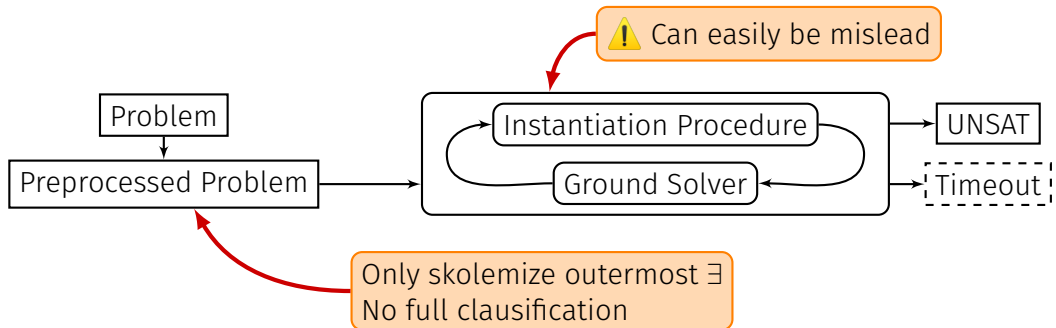 ⚠ Can easily be mislead
Problem
Instantiation Procedure
UNSAT
Preprocessed Problem
Ground Solver
Timeout
Only skolemize outermost ∃
No full clausification